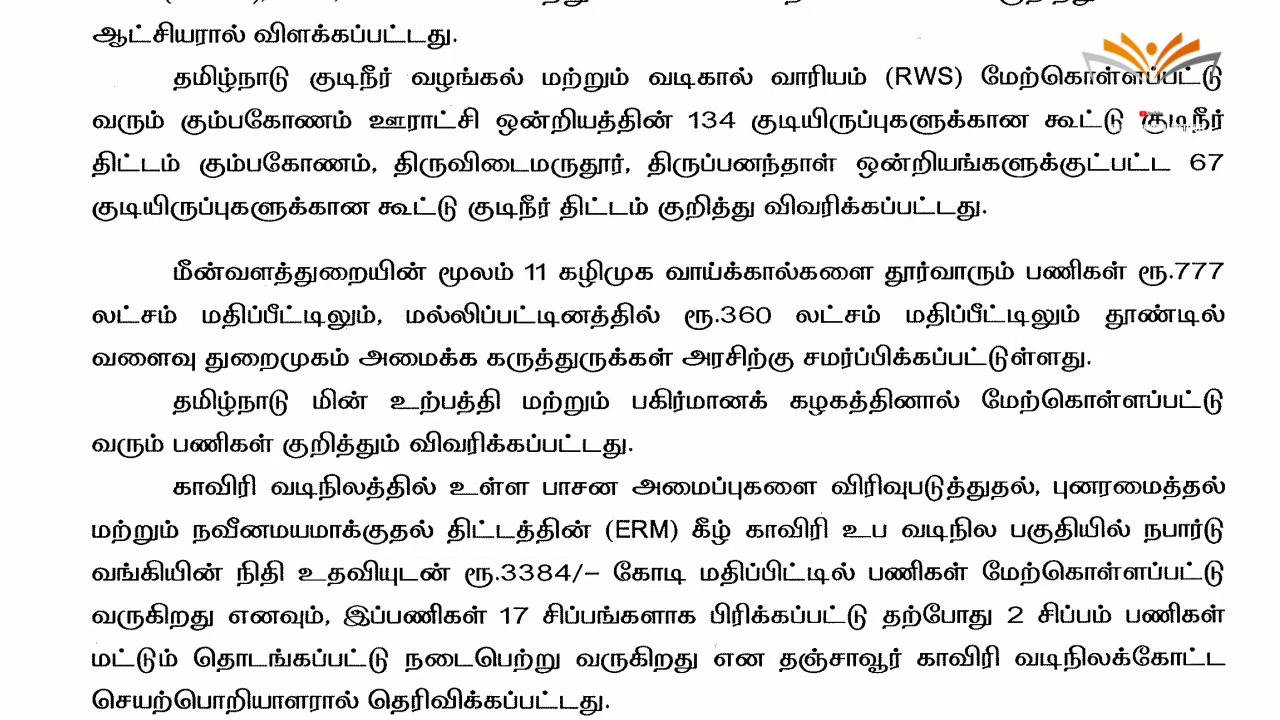 ஆட்சியரால் விளக்கப்பட்டது.
தமிழ்நாடு குடிநீர் வழங்கல் மற்றும் வடிகால் வாரியம் (RWS) மேற்கொள்ளப்பட்டு
வரும் கும்பகோணம் ஊராட்சி ஒன்றியத்தின் 134 குடியிருப்புகளுக்கான கூட்டு குடிநீர்
திட்டம் கும்பகோணம், திருவிடைமருதூர், திருப்பனந்தாள் ஒன்றியங்களுக்குட்பட்ட 67
குடியிருப்புகளுக்கான கூட்டு குடிநீர் திட்டம் குறித்து விவரிக்கப்பட்டது.
மீன்வளத்துறையின் மூலம் 11 கழிமுக வாய்க்கால்களை தூர்வாரும் பணிகள் ரூ.777
லட்சம் மதிப்பீட்டிலும், மல்லிப்பட்டினத்தில் ரூ.360 லட்சம் மதிப்பீட்டிலும் தூண்டில்
வளைவு துறைமுகம் அமைக்க கருத்துருக்கள் அரசிற்கு சமர்ப்பிக்கப்பட்டுள்ளது.
தமிழ்நாடு மின் உற்பத்தி மற்றும் பகிர்மானக் கழகத்தினால் மேற்கொள்ளப்பட்டு
வரும் பணிகள் குறித்தும் விவரிக்கப்பட்டது.
காவிரி வடிநிலத்தில் உள்ள பாசன அமைப்புகளை விரிவுபடுத்துதல், புனரமைத்தல்
மற்றும் நவீனமயமாக்குதல் திட்டத்தின் (ERM) கீழ் காவிரி உப வடிநில பகுதியில் நபார்டு
வங்கியின் நிதி உதவியுடன் ரூ.3384/- கோடி மதிப்பிட்டில் பணிகள் மேற்கொள்ளப்பட்டு
வருகிறது எனவும், இப்பணிகள் 17 சிப்பங்களாக பிரிக்கப்பட்டு தற்போது 2 சிப்பம் பணிகள்
மட்டும் தொடங்கப்பட்டு நடைபெற்று வருகிறது என தஞ்சாவூர் காவிரி வடிநிலக்கோட்ட
செயற்பொறியாளரால் தெரிவிக்கப்பட்டது.